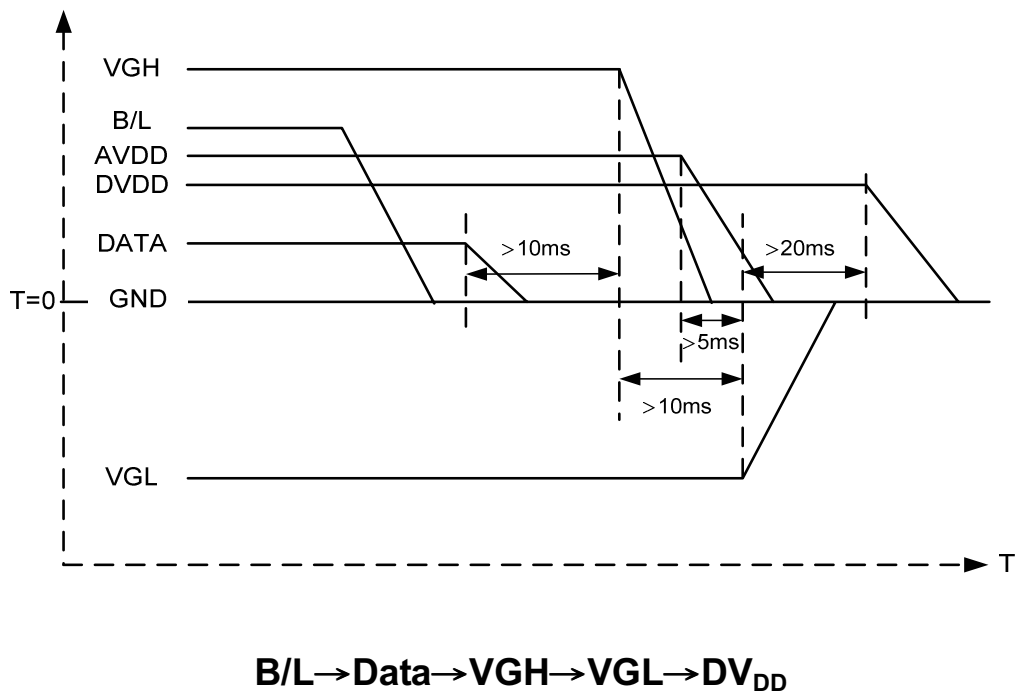 VGH
B/L
AVDD
DVDD
DATA
>10ms
>20ms
T=0
GND
>5ms
>10ms
VGL
T
B/L→Data→VGH→VGL→DVDD